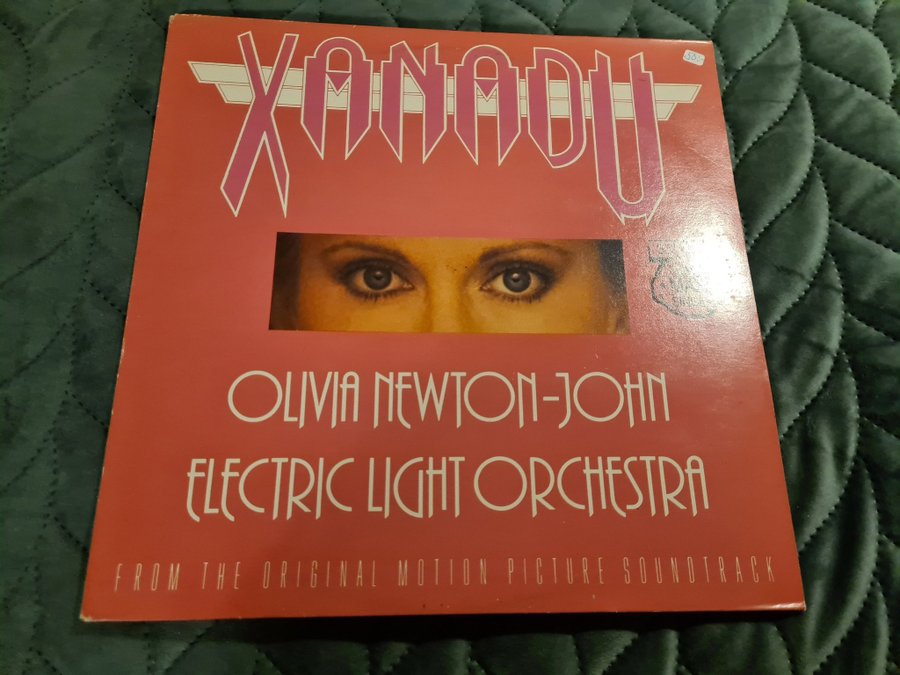 XANADU
OLIVIA NEWTON-JOHN
ELECTRIC LIGHT ORCHESTRA
FROM THE ORIGINAL MOTION PICTURE SOUNDTRACK